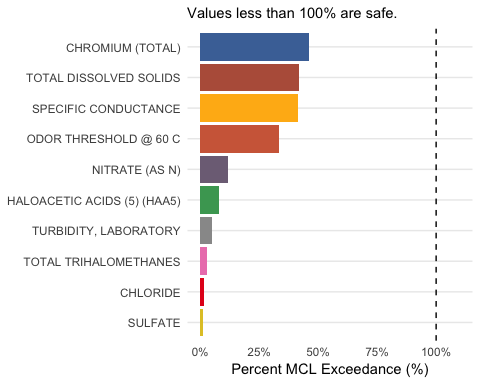 Values less than 100% are safe.
CHROMIUM (TOTAL)
TOTAL DISSOLVED SOLIDS
SPECIFIC CONDUCTANCE
ODOR THRESHOLD @ 60 C
NITRATE (AS N)
HALOACETIC ACIDS (5) (HAA5)
TURBIDITY, LABORATORY
TOTAL TRIHALOMETHANES
CHLORIDE
SULFATE
0% 25% 50% 75% 100%
Percent MCL Exceedance (%)